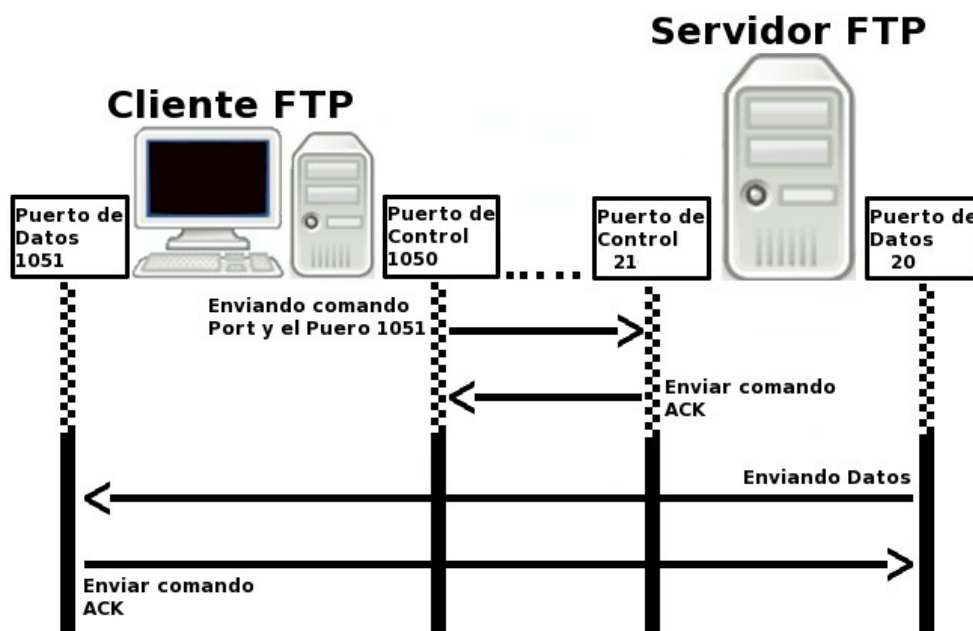 Servidor FTP
Cliente FTP
Puerto de
Datos
1051
Puerto de
Control
1050
Puerto de
Control
21
Puerto de
Datos
20
Enviando comando
Port y el Puero 1051
Enviar comando
ACK
Enviando Datos
Enviar comando
ACK